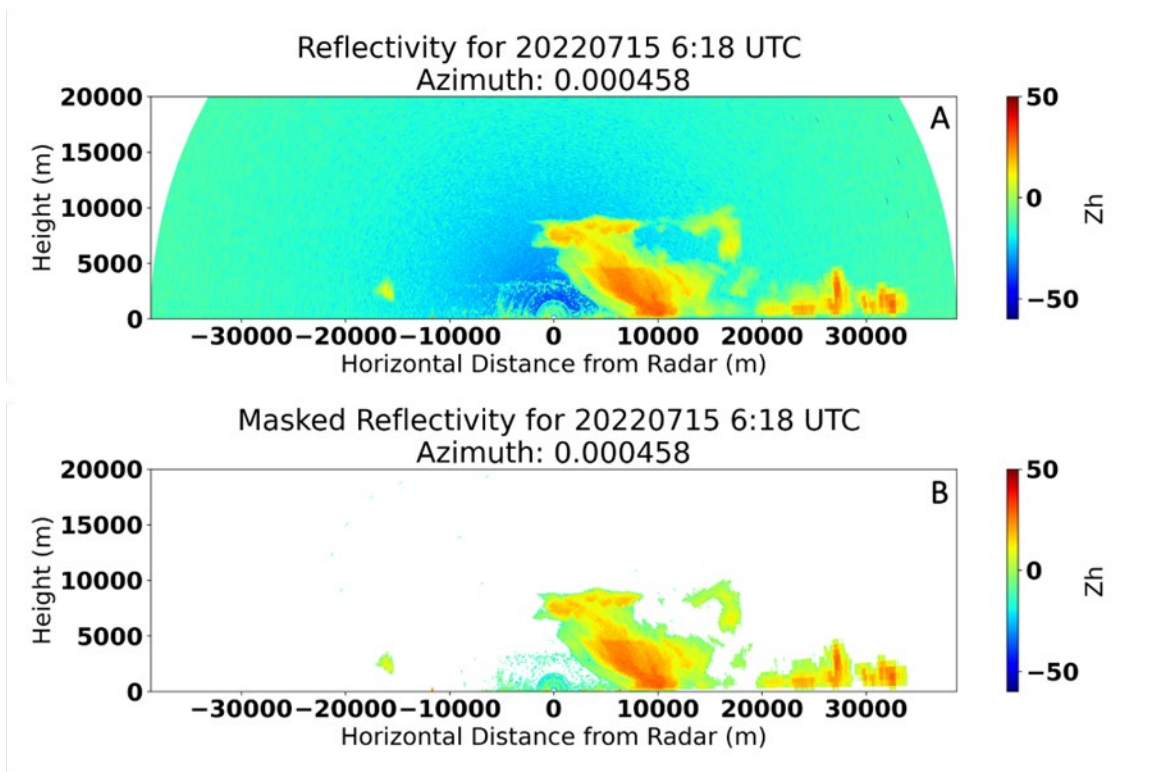 Reflectivity for 20220715 6:18 UTC
Azimuth: 0.000458
A
20000
15000
10000
5000
0
Height (m)
−30000 −20000 −10000 0 10000 20000 30000
Horizontal Distance from Radar (m)
50
0
−50
Zh
Masked Reflectivity for 20220715 6:18 UTC
Azimuth: 0.000458
B
20000
15000
10000
5000
0
Height (m)
−30000 −20000 −10000 0 10000 20000 30000
Horizontal Distance from Radar (m)
50
0
−50
Zh